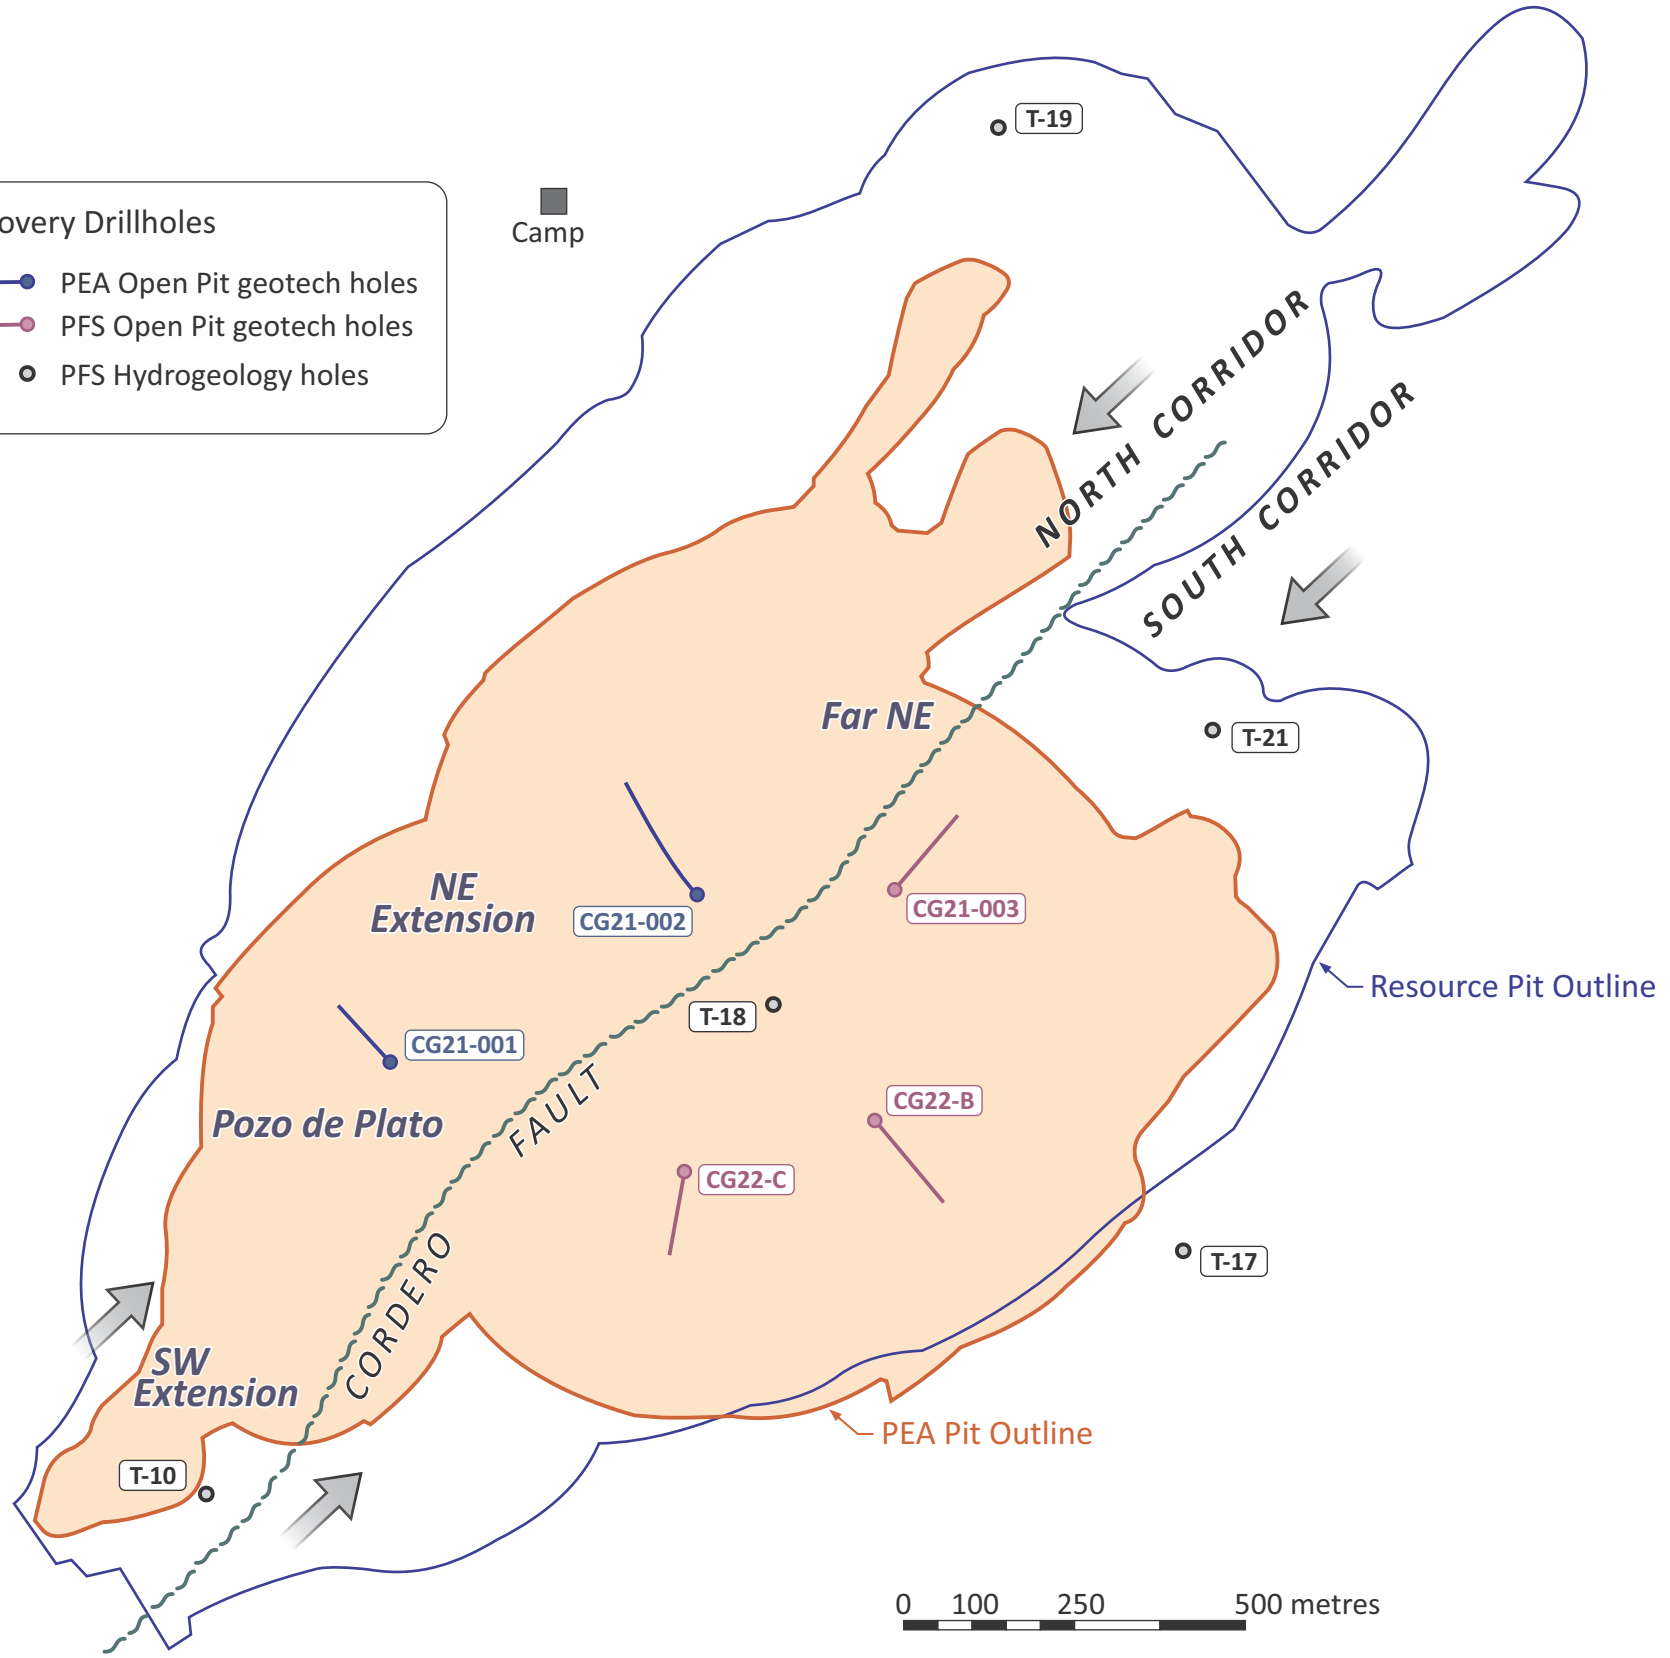 T-19
overy Drillholes
PEA Open Pit geotech holes
PFS Open Pit geotech holes
PFS Hydrogeology holes
Camp
NORTH CORRIDOR
SOUTH CORRIDOR
Far NE
T-21
NE
Extension
CG21-002
CG21-003
Resource Pit Outline
T-18
CG21-001
FAULT
Pozo de Plato
CG22-B
CG22-C
CORDERO
T-17
SW
Extension
PEA Pit Outline
T-10
0 100 250 500 metres